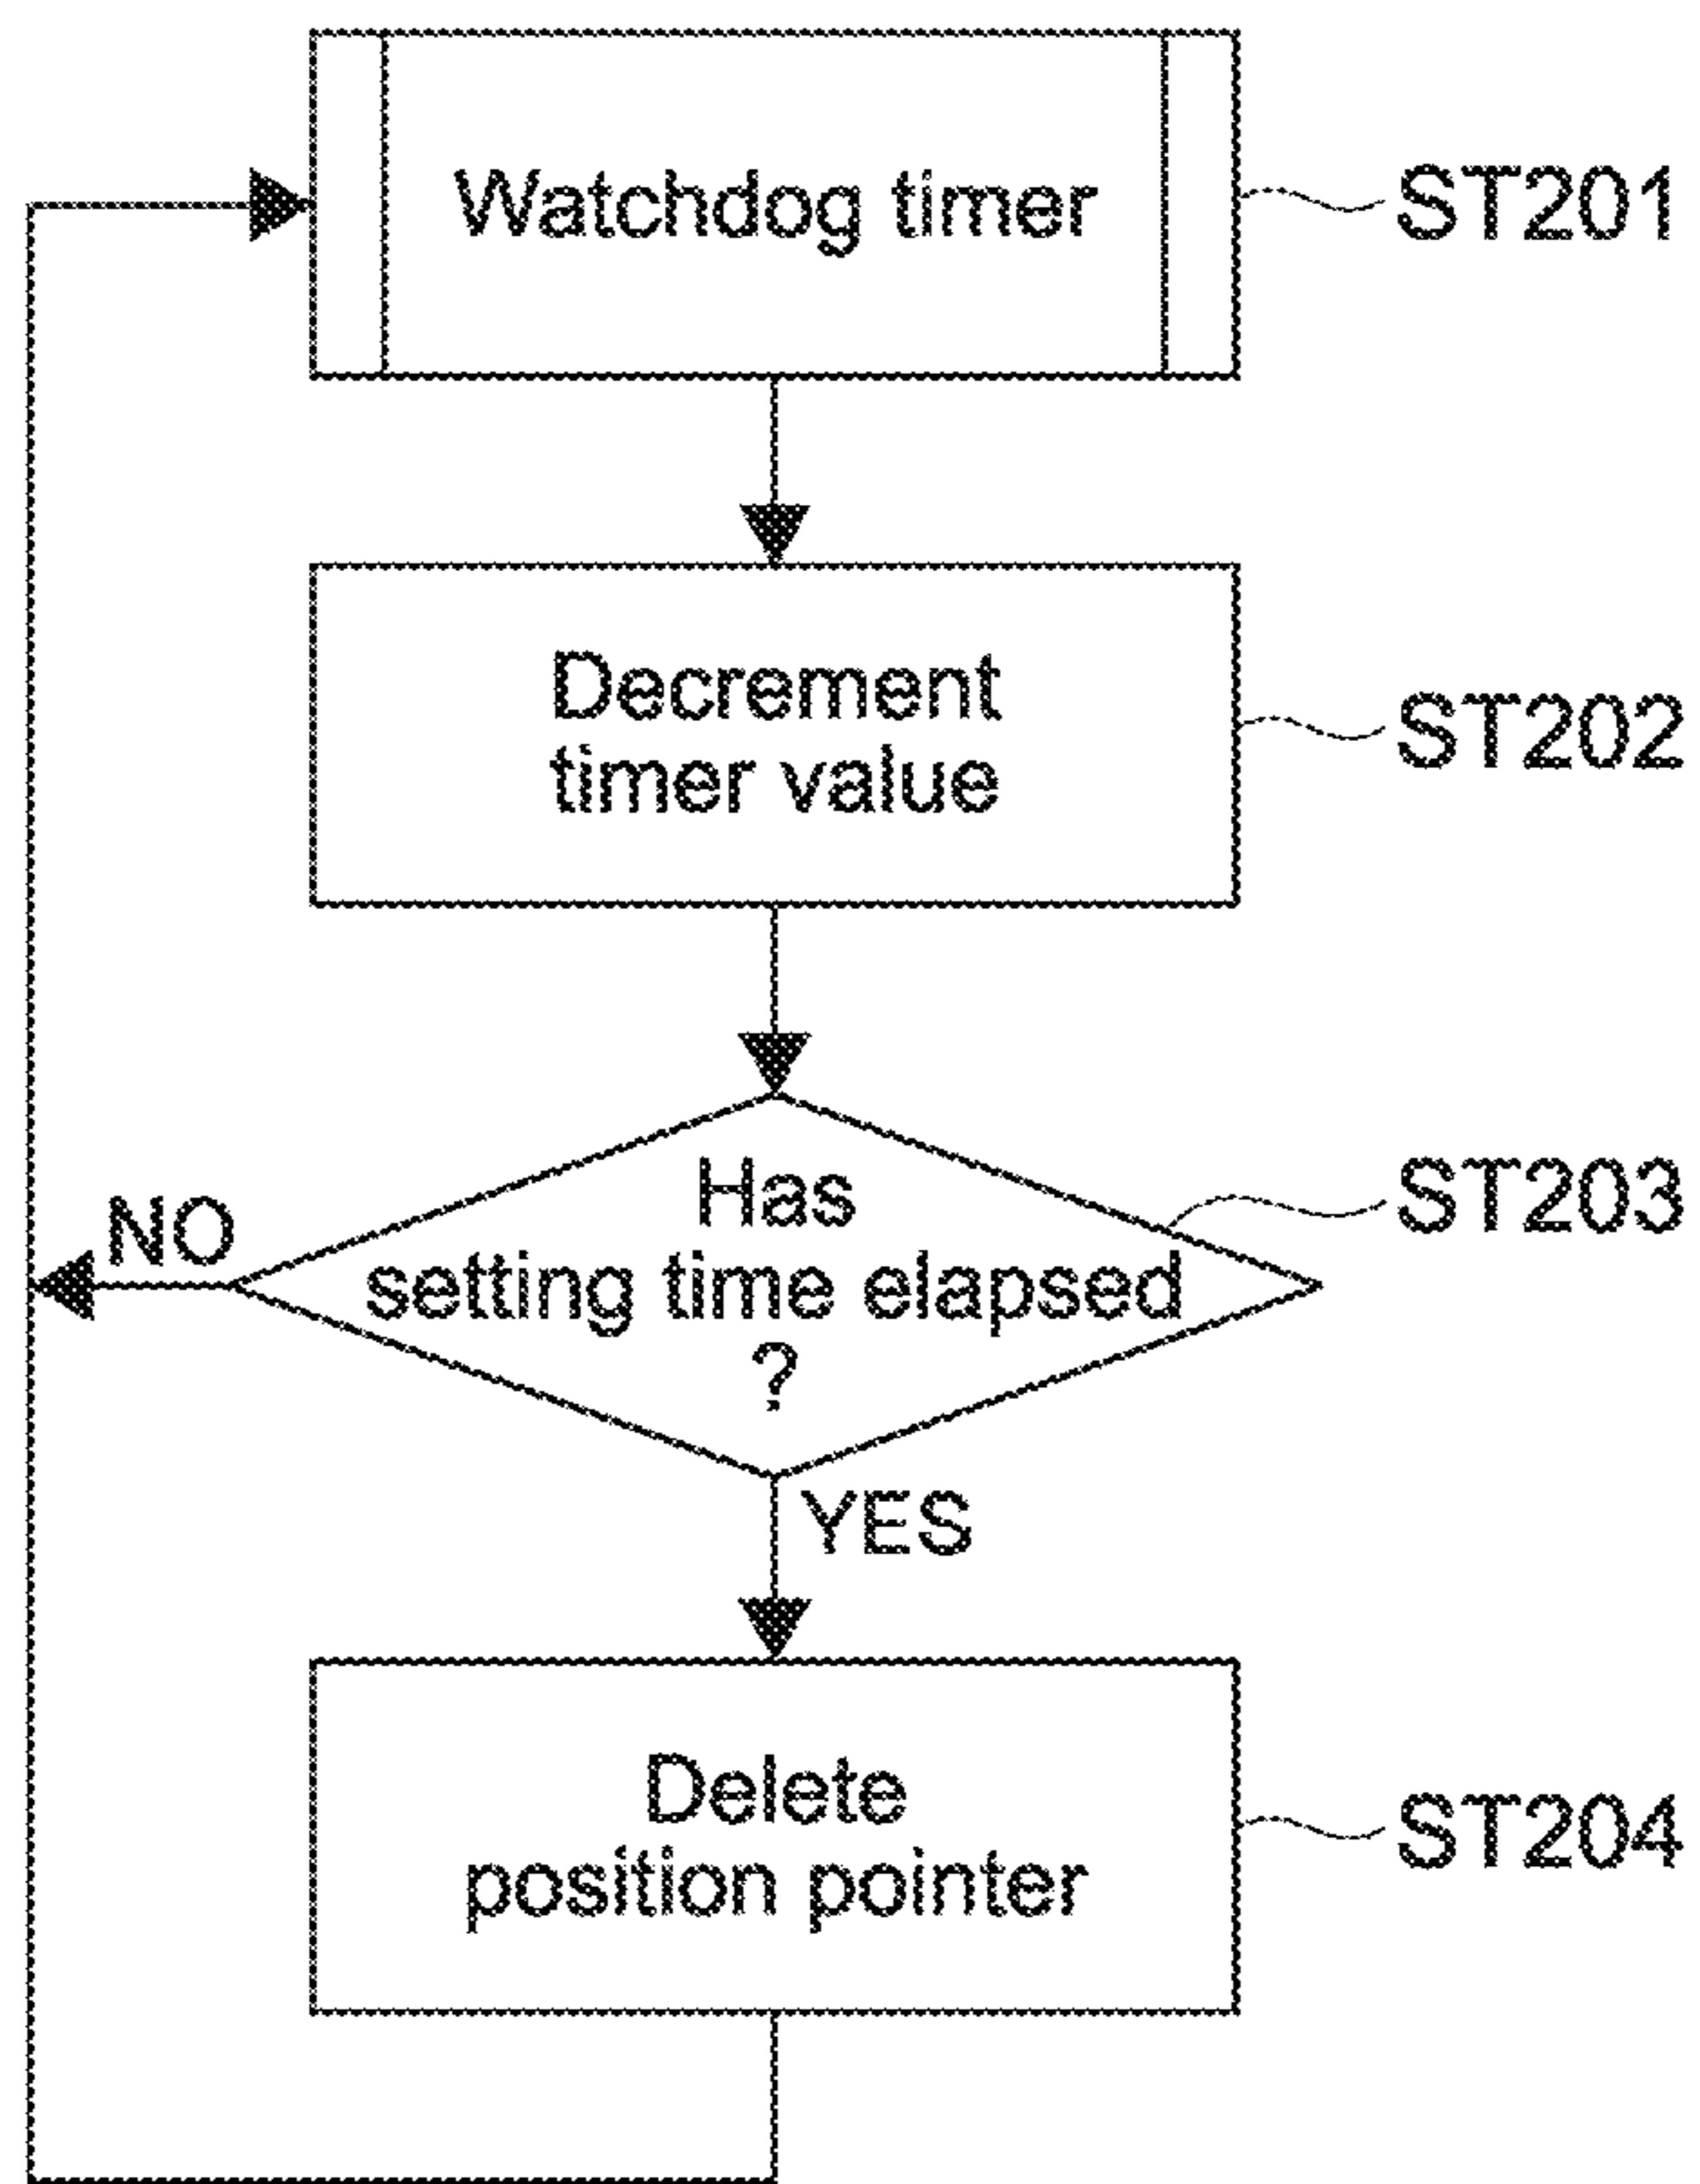 Watchdog timer
ST201
Decrement
timer value
ST202
Has
setting time elapsed
?
ST203
NO
YES
Delete
position pointer
ST204